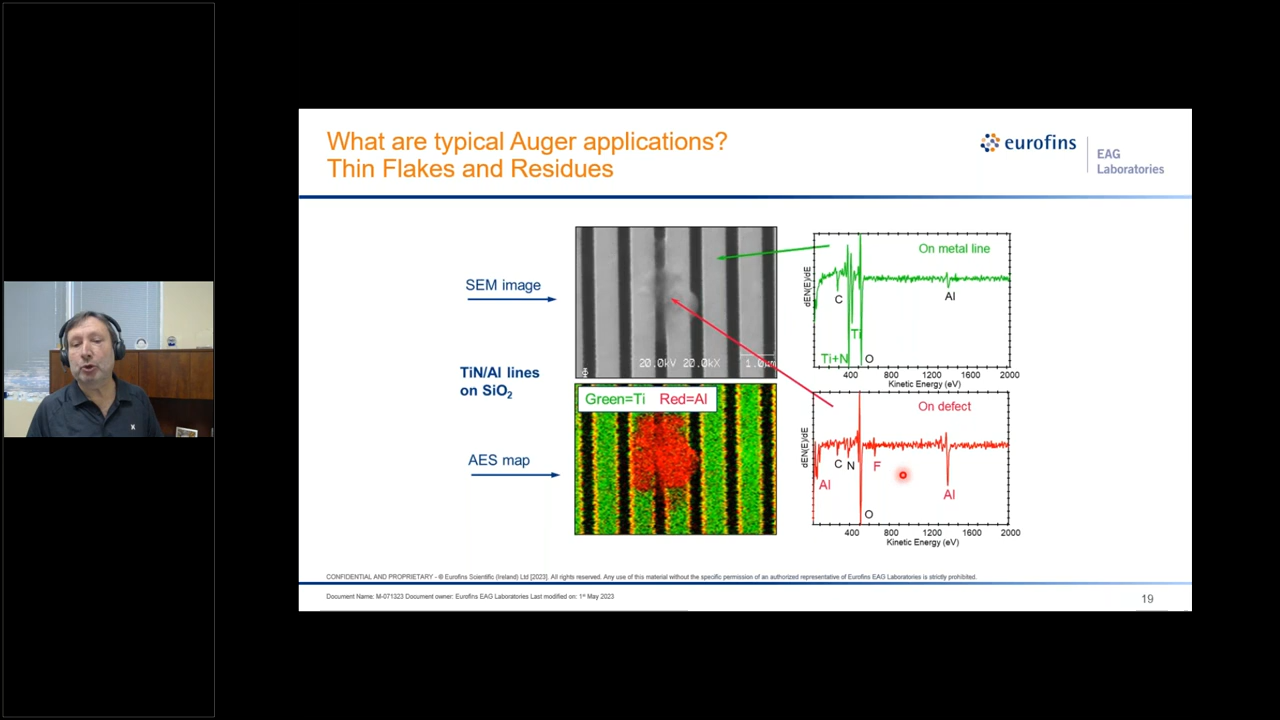 What are typical Auger applications?
Thin Flakes and Residues
eurofins
EAG
Laboratories
SEM image
TiN/Al lines
on SiO₂
AES map
20.0kV 20.0kX 1.0µm
Green=Ti Red=Al
On metal line
dEN(E)/dE
C
Ti
Al
Ti+N
O
400 800 1200 1600 2000
Kinetic Energy (eV)
On defect
dEN(E)/dE
C N F
Al
Al
O
400 800 1200 1600 2000
Kinetic Energy (eV)
CONFIDENTIAL AND PROPRIETARY - © Eurofins Scientific (Ireland) Ltd [2023]. All rights reserved. Any use of this material without the specific permission of an authorized representative of Eurofins EAG Laboratories is strictly prohibited.
Document Name: M-071323 Document owner: Eurofins EAG Laboratories Last modified on: 1st May 2023
19